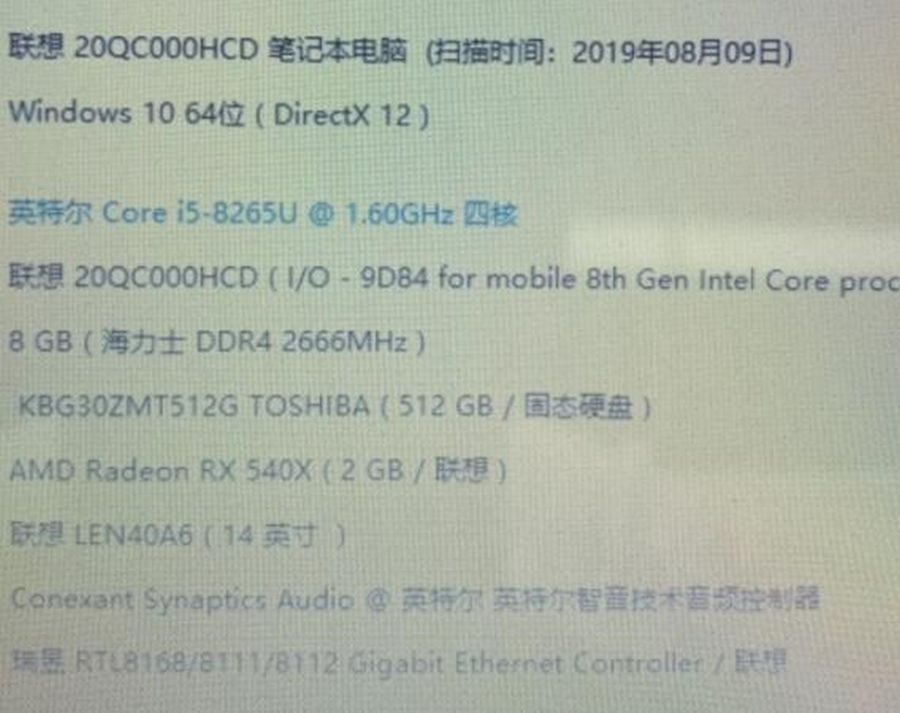 联想 20QC000HCD 笔记本电脑 (扫描时间：2019年08月09日)
Windows 10 64位 ( DirectX 12 )
英特尔 Core i5-8265U @ 1.60GHz 四核
联想 20QC000HCD ( I/O - 9D84 for mobile 8th Gen Intel Core proc
8 GB ( 海力士 DDR4 2666MHz )
KBG30ZMT512G TOSHIBA ( 512 GB / 固态硬盘 )
AMD Radeon RX 540X ( 2 GB / 联想 )
联想 LEN40A6 ( 14 英寸 )
Conexant Synaptics Audio @ 英特尔 英特尔智音技术音频控制器
瑞昱 RTL8168/8111/8112 Gigabit Ethernet Controller / 联想